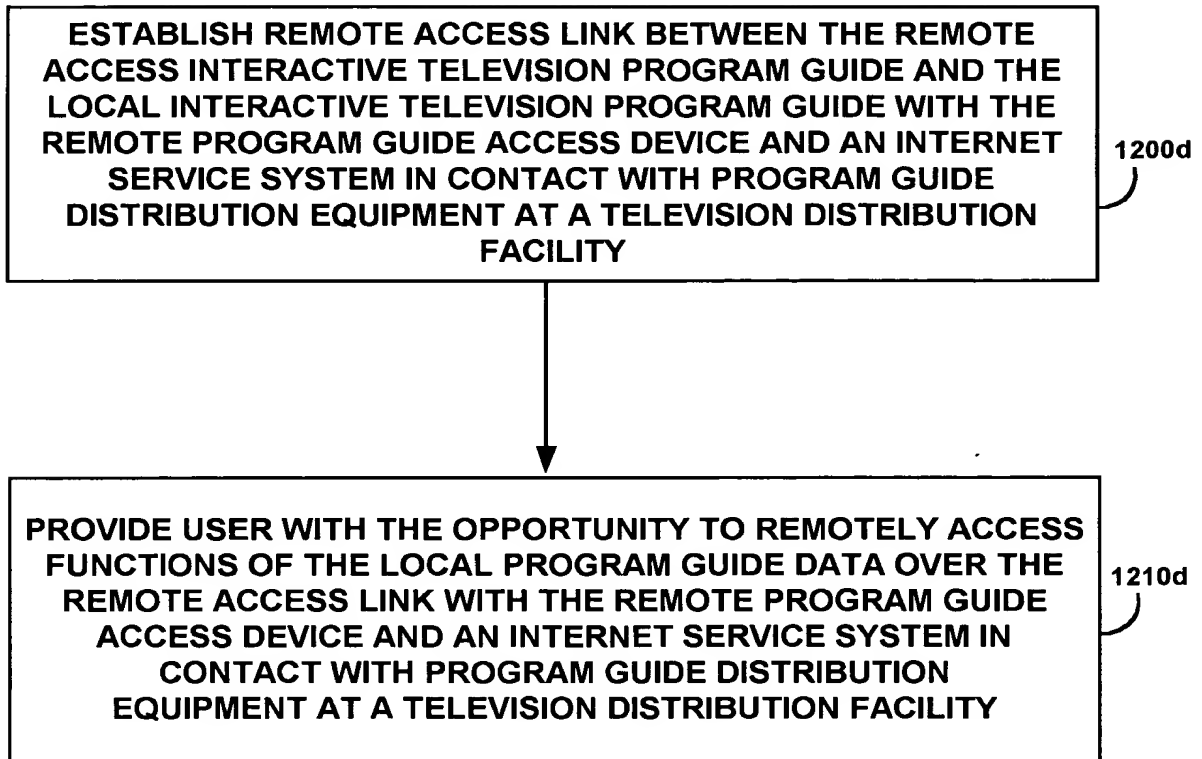 ESTABLISH REMOTE ACCESS LINK BETWEEN THE REMOTE
ACCESS INTERACTIVE TELEVISION PROGRAM GUIDE AND THE
LOCAL INTERACTIVE TELEVISION PROGRAM GUIDE WITH THE
REMOTE PROGRAM GUIDE ACCESS DEVICE AND AN INTERNET
SERVICE SYSTEM IN CONTACT WITH PROGRAM GUIDE
DISTRIBUTION EQUIPMENT AT A TELEVISION DISTRIBUTION
FACILITY
1200d
PROVIDE USER WITH THE OPPORTUNITY TO REMOTELY ACCESS
FUNCTIONS OF THE LOCAL PROGRAM GUIDE DATA OVER THE
REMOTE ACCESS LINK WITH THE REMOTE PROGRAM GUIDE
ACCESS DEVICE AND AN INTERNET SERVICE SYSTEM IN
CONTACT WITH PROGRAM GUIDE DISTRIBUTION
EQUIPMENT AT A TELEVISION DISTRIBUTION FACILITY
1210d